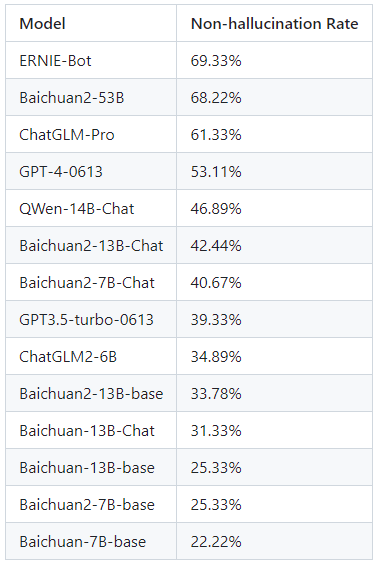 Model Non-hallucination Rate
ERNIE-Bot 69.33%
Baichuan2-53B 68.22%
ChatGLM-Pro 61.33%
GPT-4-0613 53.11%
QWen-14B-Chat 46.89%
Baichuan2-13B-Chat 42.44%
Baichuan2-7B-Chat 40.67%
GPT3.5-turbo-0613 39.33%
ChatGLM2-6B 34.89%
Baichuan2-13B-base 33.78%
Baichuan-13B-Chat 31.33%
Baichuan-13B-base 25.33%
Baichuan2-7B-base 25.33%
Baichuan-7B-base 22.22%